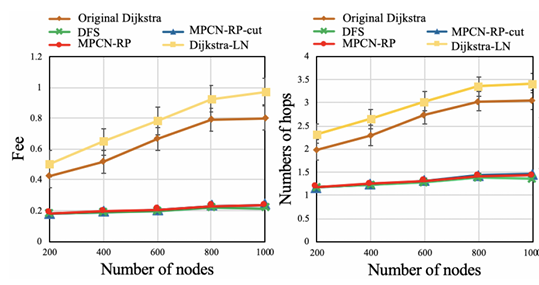 Original Dijkstra
DFS
MPCN-RP-cut
MPCN-RP
Dijkstra-LN
1.2
1
0.8
0.6
0.4
0.2
0
Fee
200
400
600
800
1000
Number of nodes
Original Dijkstra
DFS
MPCN-RP-cut
MPCN-RP
Dijkstra-LN
4
3.5
3
2.5
2
1.5
1
0.5
0
Numbers of hops
200
400
600
800
1000
Number of nodes